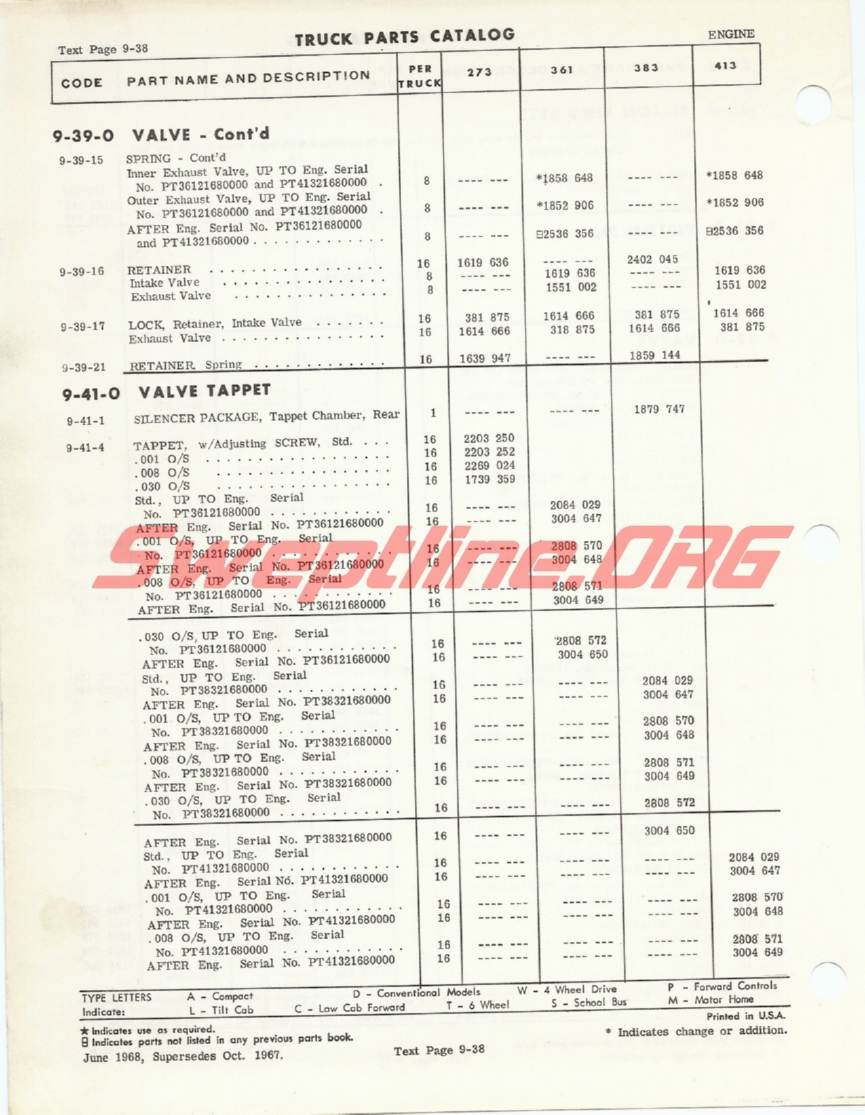 Text Page 9-38
TRUCK PARTS CATALOG
ENGINE
CODE PART NAME AND DESCRIPTION PER TRUCK 273 361 383 413
9-39-0 VALVE - Cont'd
9-39-15 SPRING - Cont'd
Inner Exhaust Valve, UP TO Eng. Serial
No. PT36121680000 and PT41321680000 . 8 ---- --- *1858 648 ---- --- *1858 648
Outer Exhaust Valve, UP TO Eng. Serial
No. PT36121680000 and PT41321680000 . 8 ---- --- *1852 906 ---- --- *1852 906
AFTER Eng. Serial No. PT36121680000
and PT41321680000 . . . . . . . . . . . . . 8 ---- --- ⊟2536 356 ---- --- ⊟2536 356
9-39-16 RETAINER . . . . . . . . . . . . . . . . 16 1619 636 ---- --- 2402 045
Intake Valve . . . . . . . . . . . . . . . 8 ---- --- 1619 636 ---- --- 1619 636
Exhaust Valve . . . . . . . . . . . . . . 8 ---- --- 1551 002 ---- --- 1551 002
9-39-17 LOCK, Retainer, Intake Valve . . . . . . . 16 381 875 1614 666 381 875 1614 666
Exhaust Valve . . . . . . . . . . . . . . . 16 1614 666 318 875 1614 666 381 875
9-39-21 RETAINER, Spring . . . . . . . . . . . . . 16 1639 947 ---- --- 1859 144
9-41-0 VALVE TAPPET
9-41-1 SILENCER PACKAGE, Tappet Chamber, Rear 1 ---- --- ---- --- 1879 747
9-41-4 TAPPET, w/Adjusting SCREW, Std. . . . 16 2203 250
.001 O/S . . . . . . . . . . . . . . . . . 16 2203 252
.008 O/S . . . . . . . . . . . . . . . . 16 2269 024
.030 O/S . . . . . . . . . . . . . . . . 16 1739 359
Std., UP TO Eng. Serial
No. PT36121680000 . . . . . . . . . . . . 16 ---- --- 2084 029
AFTER Eng. Serial No. PT36121680000 16 ---- --- 3004 647
.001 O/S, UP TO Eng. Serial
No. PT36121680000 . . . . . . . . . . . . 16 ---- --- 2808 570
AFTER Eng. Serial No. PT36121680000 16 ---- --- 3004 648
Sweptline.ORG
.008 O/S, UP TO Eng. Serial
No. PT36121680000 . . . . . . . . . . . . 16 ---- --- 2808 571
AFTER Eng. Serial No. PT36121680000 16 ---- --- 3004 649
.030 O/S, UP TO Eng. Serial
No. PT36121680000 . . . . . . . . . . . . 16 ---- --- 2808 572
AFTER Eng. Serial No. PT36121680000 16 ---- --- 3004 650
Std., UP TO Eng. Serial
No. PT38321680000 . . . . . . . . . . . . 16 ---- --- ---- --- 2084 029
AFTER Eng. Serial No. PT38321680000 16 ---- --- ---- --- 3004 647
.001 O/S, UP TO Eng. Serial
No. PT38321680000 . . . . . . . . . . . . 16 ---- --- ---- --- 2808 570
AFTER Eng. Serial No. PT38321680000 16 ---- --- ---- --- 3004 648
.008 O/S, UP TO Eng. Serial
No. PT38321680000 . . . . . . . . . . . . 16 ---- --- ---- --- 2808 571
AFTER Eng. Serial No. PT38321680000 16 ---- --- ---- --- 3004 649
.030 O/S, UP TO Eng. Serial
No. PT38321680000 . . . . . . . . . . . . 16 ---- --- ---- --- 2808 572
AFTER Eng. Serial No. PT38321680000 16 ---- --- ---- --- 3004 650
Std., UP TO Eng. Serial
No. PT41321680000 . . . . . . . . . . . . 16 ---- --- ---- --- ---- --- 2084 029
AFTER Eng. Serial No. PT41321680000 16 ---- --- ---- --- ---- --- 3004 647
.001 O/S, UP TO Eng. Serial
No. PT41321680000 . . . . . . . . . . . . 16 ---- --- ---- --- ---- --- 2808 570
AFTER Eng. Serial No. PT41321680000 16 ---- --- ---- --- ---- --- 3004 648
.008 O/S, UP TO Eng. Serial
No. PT41321680000 . . . . . . . . . . . . 16 ---- --- ---- --- ---- --- 2808 571
AFTER Eng. Serial No. PT41321680000 16 ---- --- ---- --- ---- --- 3004 649
TYPE LETTERS A - Compact D - Conventional Models W - 4 Wheel Drive P - Forward Controls
Indicate: L - Tilt Cab C - Low Cab Forward T - 6 Wheel S - School Bus M - Motor Home
Printed in U.S.A.
★ Indicates use as required.
⊟ Indicates parts not listed in any previous parts book.
* Indicates change or addition.
June 1968, Supersedes Oct. 1967.
Text Page 9-38